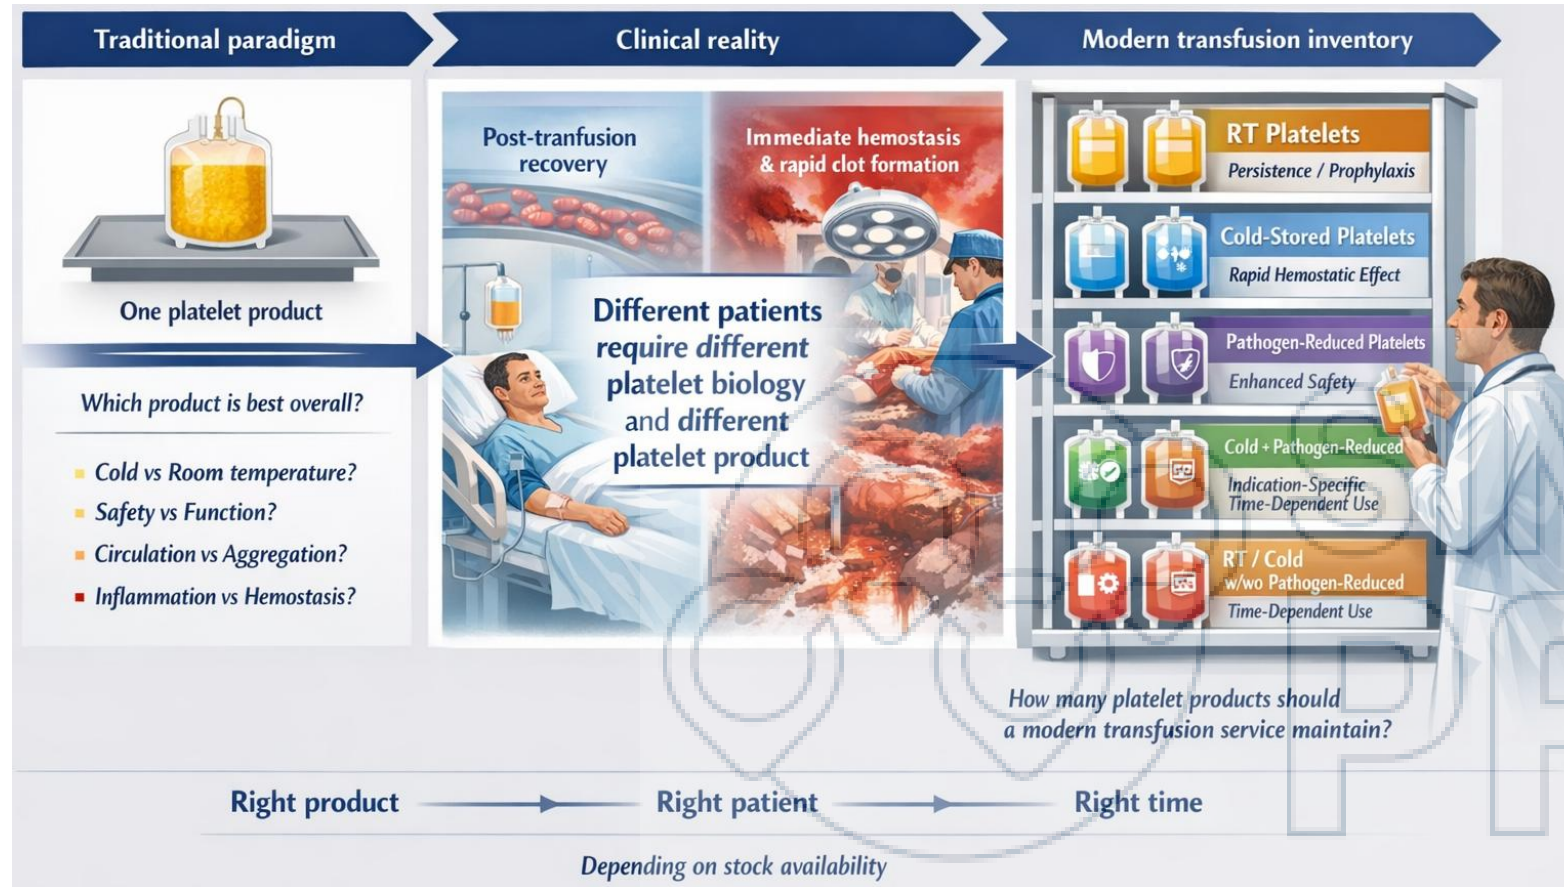 Traditional paradigm
Clinical reality
Modern transfusion inventory
One platelet product
Which product is best overall?
Cold vs Room temperature?
Safety vs Function?
Circulation vs Aggregation?
Inflammation vs Hemostasis?
Post-tranfusion
recovery
Immediate hemostasis
& rapid clot formation
Different patients
require different
platelet biology
and different
platelet product
RT Platelets
Persistence / Prophylaxis
Cold-Stored Platelets
Rapid Hemostatic Effect
Pathogen-Reduced Platelets
Enhanced Safety
Cold + Pathogen-Reduced
Indication-Specific
Time-Dependent Use
RT / Cold
w/wo Pathogen-Reduced
Time-Dependent Use
How many platelet products should
a modern transfusion service maintain?
Right product
Right patient
Right time
Depending on stock availability